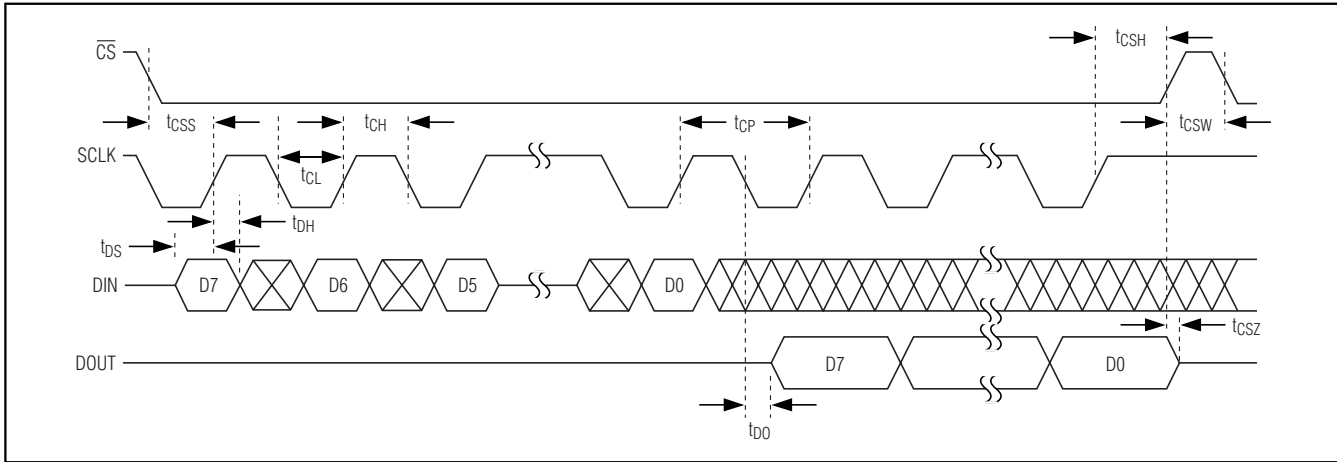 CS
tCSH
tCSS
tCH
tCP
tCSW
SCLK
tCL
tDH
tDS
DIN
D7
D6
D5
D0
tCSZ
DOUT
D7
D0
tDO